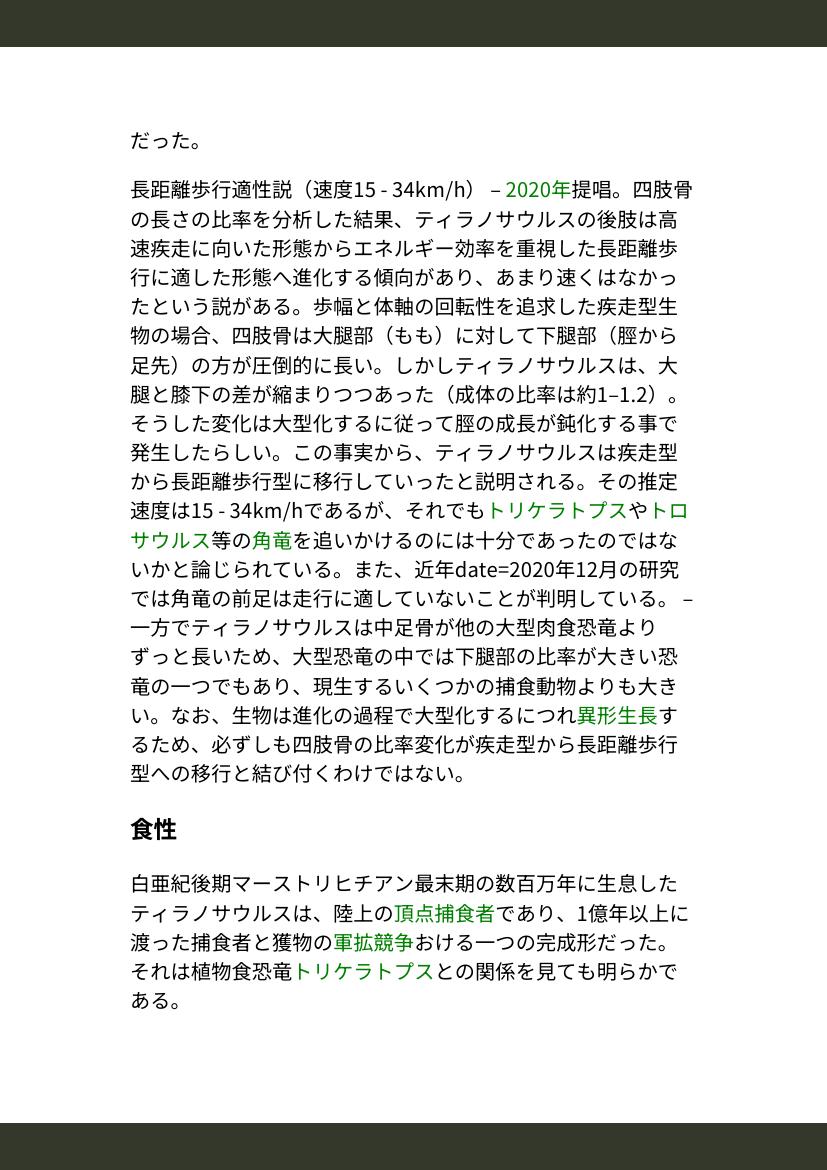 だった。
長距離歩行適性説（速度15 - 34km/h） – 2020年提唱。四肢骨
の長さの比率を分析した結果、ティラノサウルスの後肢は高
速疾走に向いた形態からエネルギー効率を重視した長距離歩
行に適した形態へ進化する傾向があり、あまり速くはなかっ
たという説がある。歩幅と体軸の回転性を追求した疾走型生
物の場合、四肢骨は大腿部（もも）に対して下腿部（脛から
足先）の方が圧倒的に長い。しかしティラノサウルスは、大
腿と膝下の差が縮まりつつあった（成体の比率は約1–1.2）。
そうした変化は大型化するに従って脛の成長が鈍化する事で
発生したらしい。この事実から、ティラノサウルスは疾走型
から長距離歩行型に移行していったと説明される。その推定
速度は15 - 34km/hであるが、それでもトリケラトプスやトロ
サウルス等の角竜を追いかけるのには十分であったのではな
いかと論じられている。また、近年date=2020年12月の研究
では角竜の前足は走行に適していないことが判明している。 –
一方でティラノサウルスは中足骨が他の大型肉食恐竜より
ずっと長いため、大型恐竜の中では下腿部の比率が大きい恐
竜の一つでもあり、現生するいくつかの捕食動物よりも大き
い。なお、生物は進化の過程で大型化するにつれ異形生長す
るため、必ずしも四肢骨の比率変化が疾走型から長距離歩行
型への移行と結び付くわけではない。
食性
白亜紀後期マーストリヒチアン最末期の数百万年に生息した
ティラノサウルスは、陸上の頂点捕食者であり、1億年以上に
渡った捕食者と獲物の軍拡競争おける一つの完成形だった。
それは植物食恐竜トリケラトプスとの関係を見ても明らかで
ある。